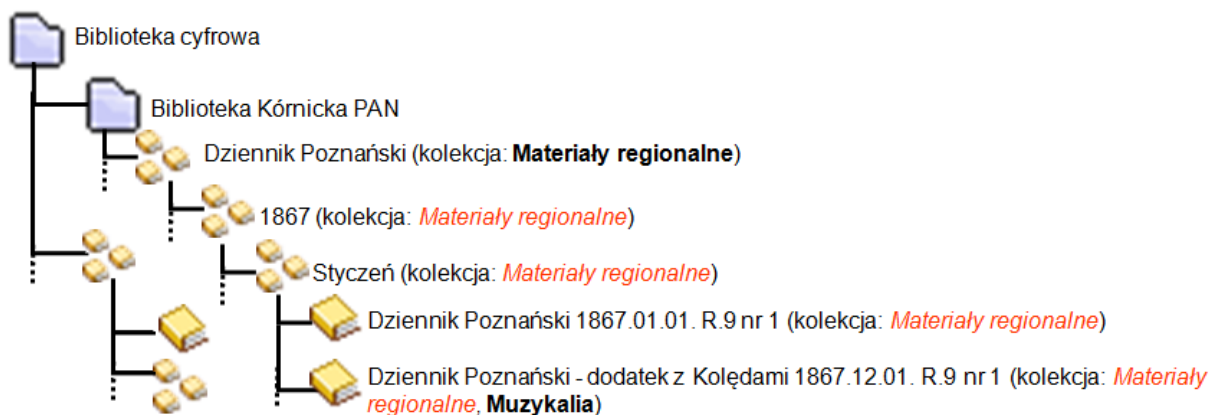 Biblioteka cyfrowa
Biblioteka Kórnicka PAN
Dziennik Poznański (kolekcja: Materiały regionalne)
1867 (kolekcja: Materiały regionalne)
Styczeń (kolekcja: Materiały regionalne)
Dziennik Poznański 1867.01.01. R.9 nr 1 (kolekcja: Materiały regionalne)
Dziennik Poznański - dodatek z Kolędami 1867.12.01. R.9 nr 1 (kolekcja: Materiały
regionalne, Muzykalia)